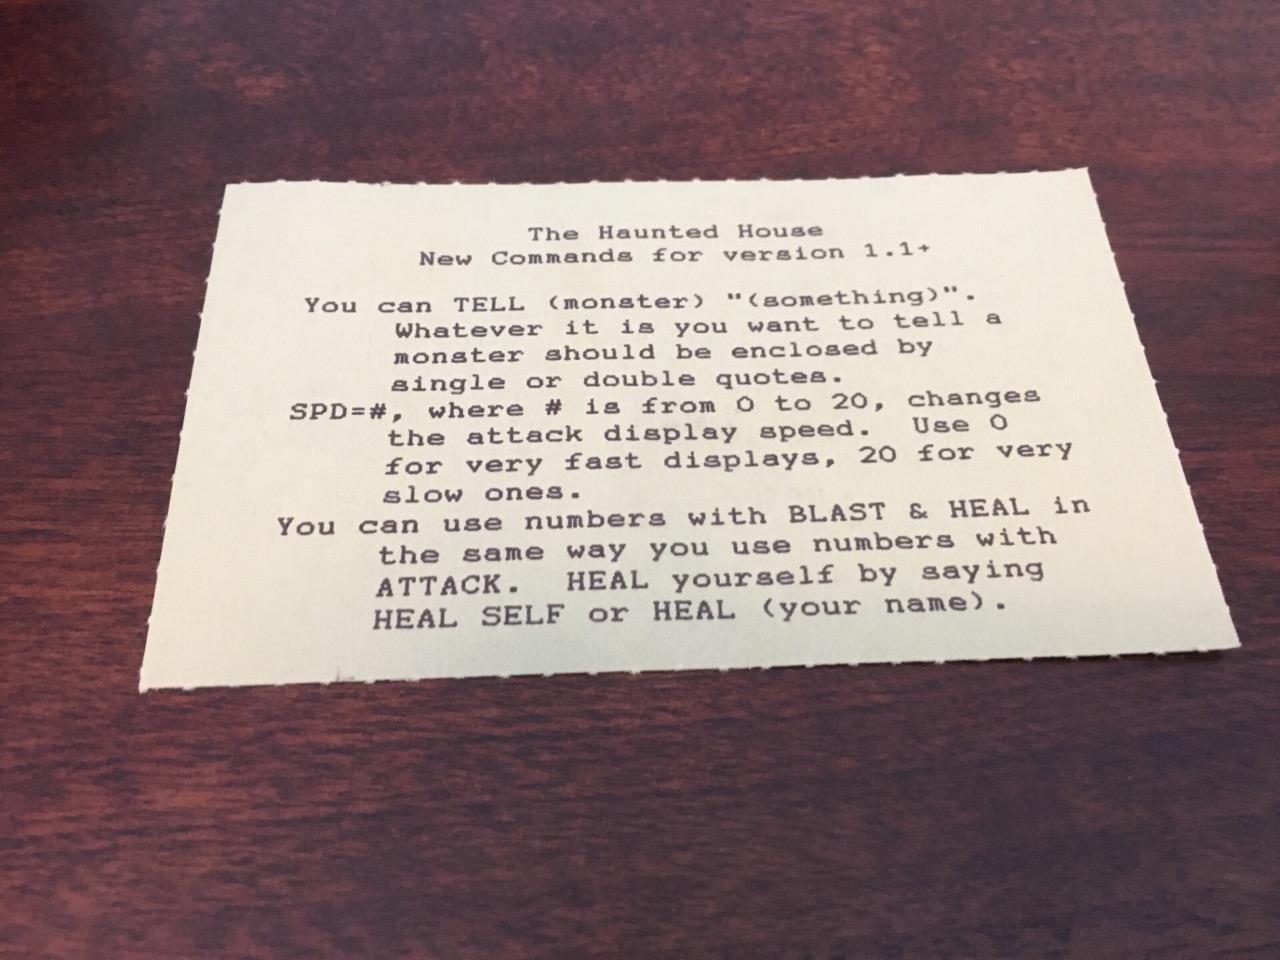 The Haunted House
New Commands for version 1.1+
You can TELL (monster) "(something)".
Whatever it is you want to tell a
monster should be enclosed by
single or double quotes.
SPD=#, where # is from 0 to 20, changes
the attack display speed.  Use 0
for very fast displays, 20 for very
slow ones.
You can use numbers with BLAST & HEAL in
the same way you use numbers with
ATTACK.  HEAL yourself by saying
HEAL SELF or HEAL (your name).